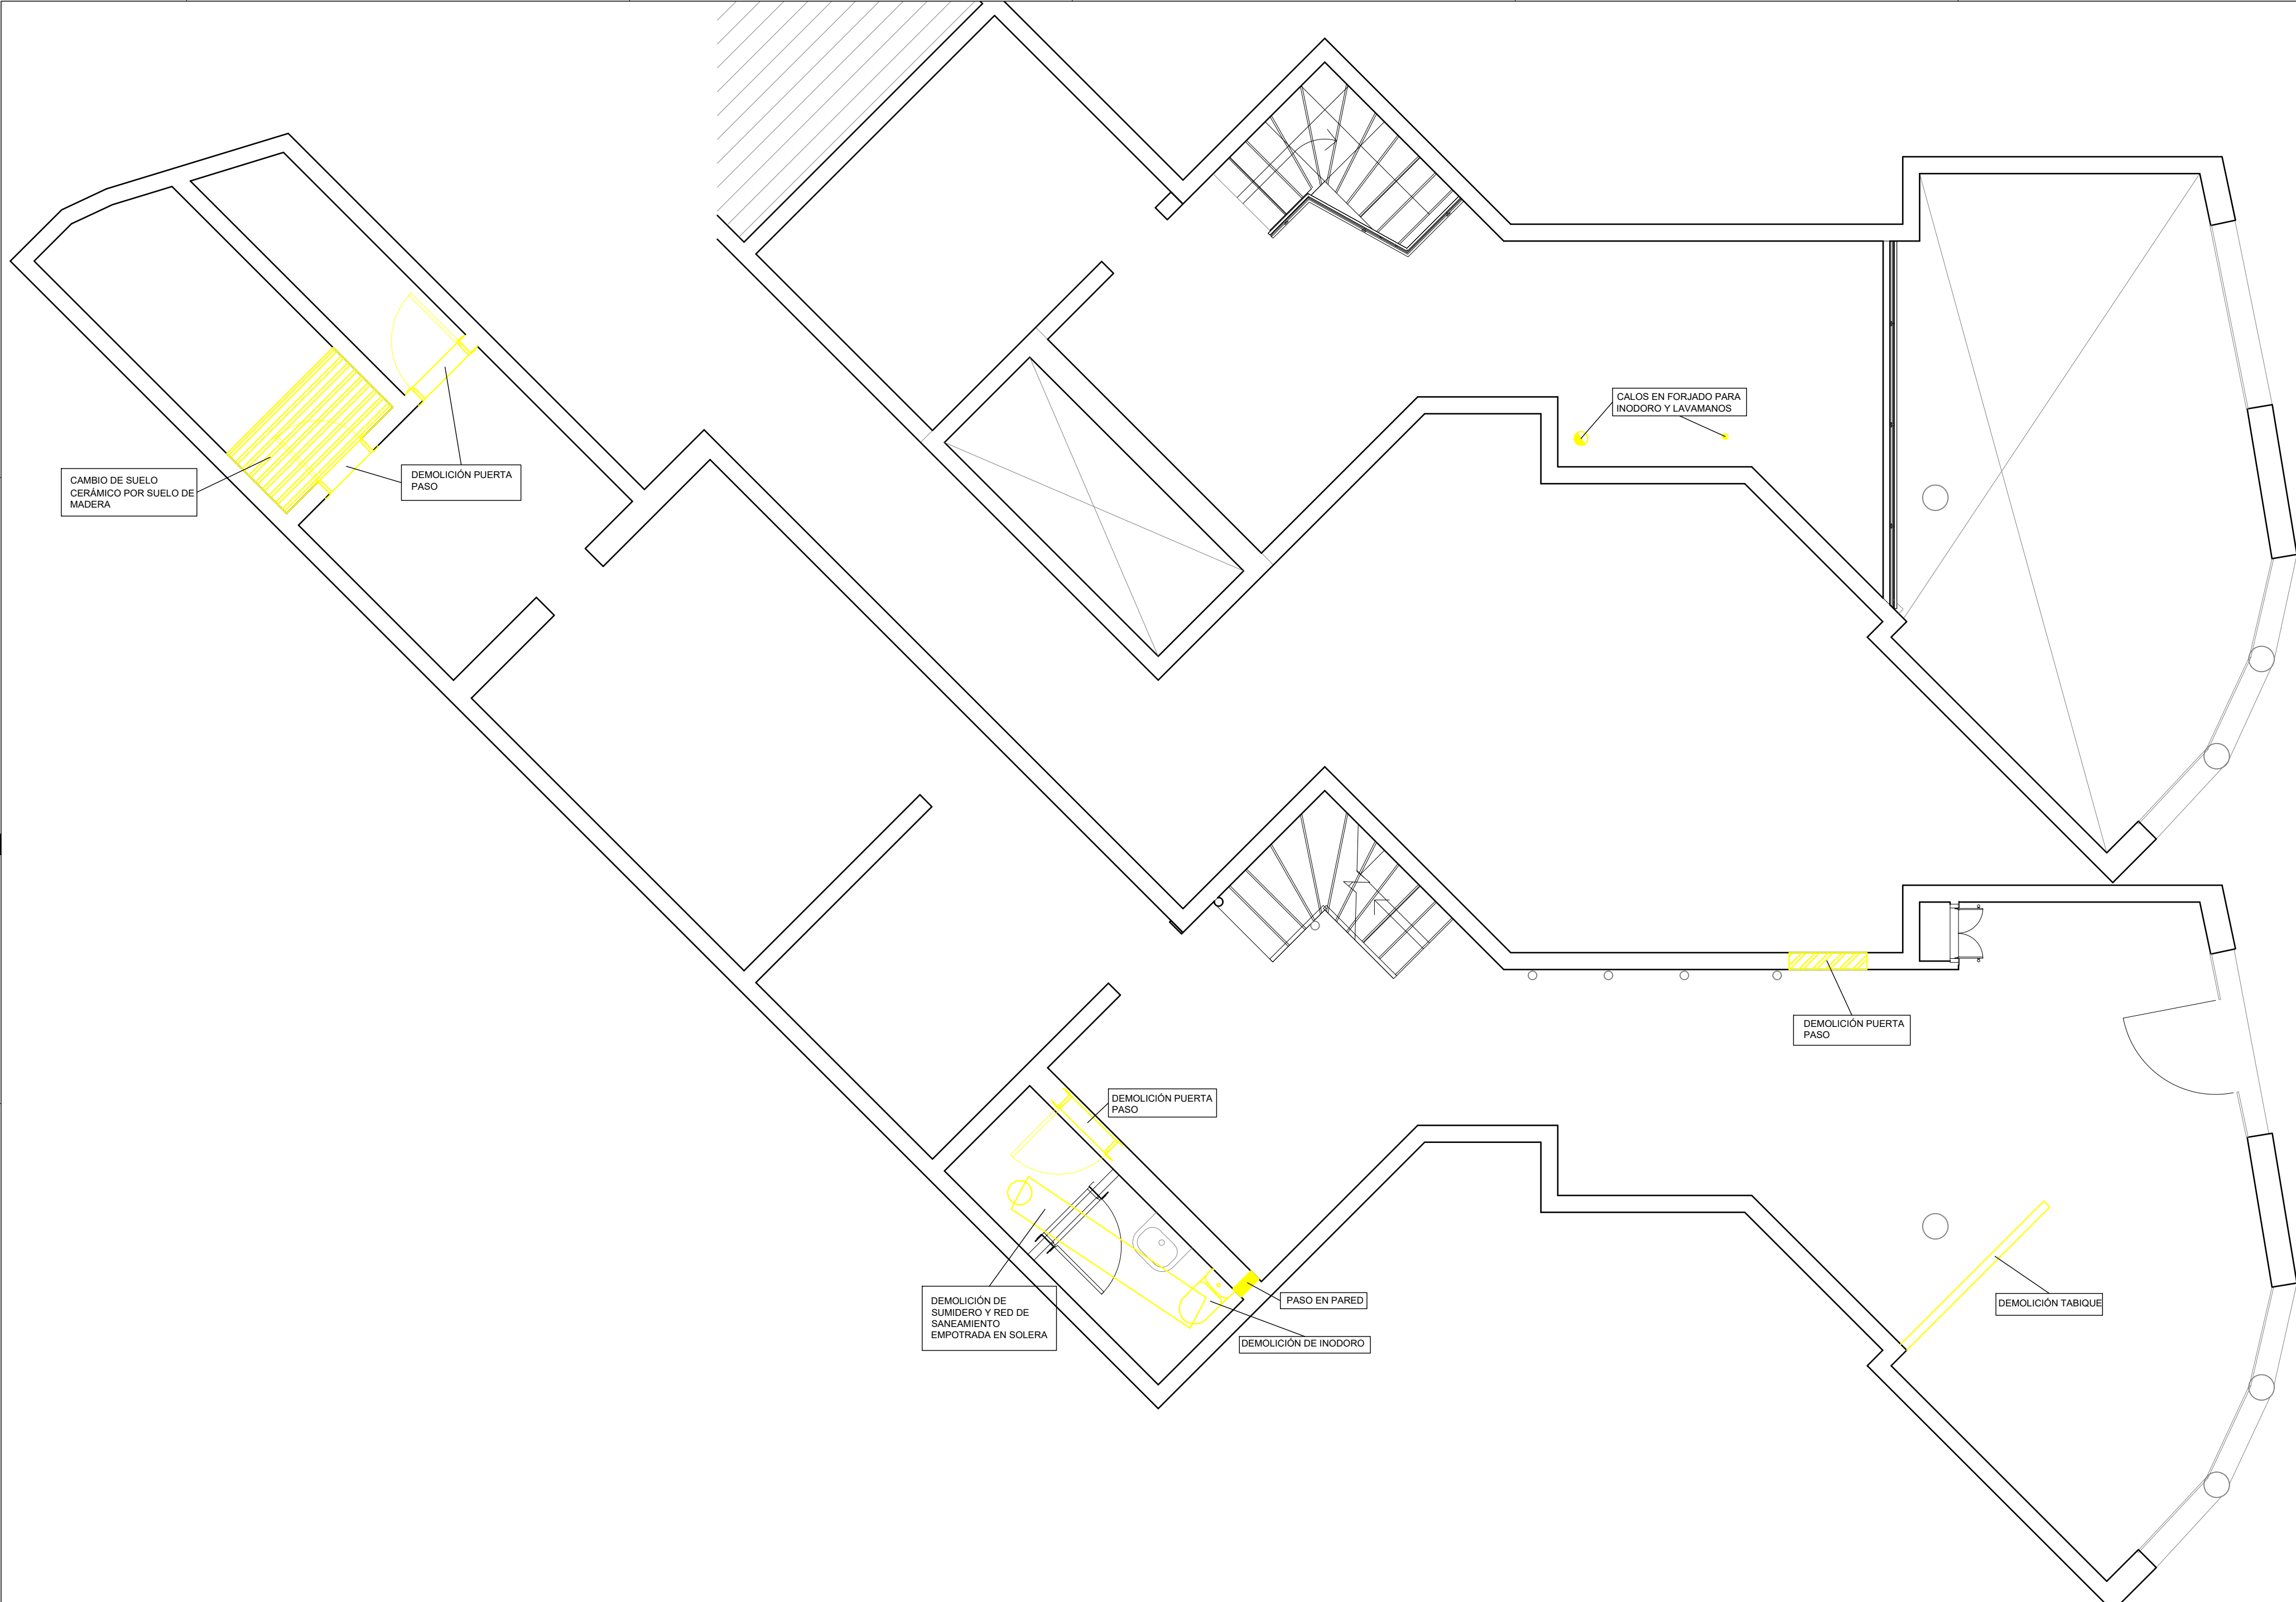 CALOS EN FORJADO PARA
INODORO Y LAVAMANOS
CAMBIO DE SUELO
CERÁMICO POR SUELO DE
MADERA
DEMOLICIÓN PUERTA
PASO
DEMOLICIÓN PUERTA
PASO
DEMOLICIÓN PUERTA
PASO
DEMOLICIÓN DE
SUMIDERO Y RED DE
SANEAMIENTO
EMPOTRADA EN SOLERA
PASO EN PARED
DEMOLICIÓN DE INODORO
DEMOLICIÓN TABIQUE